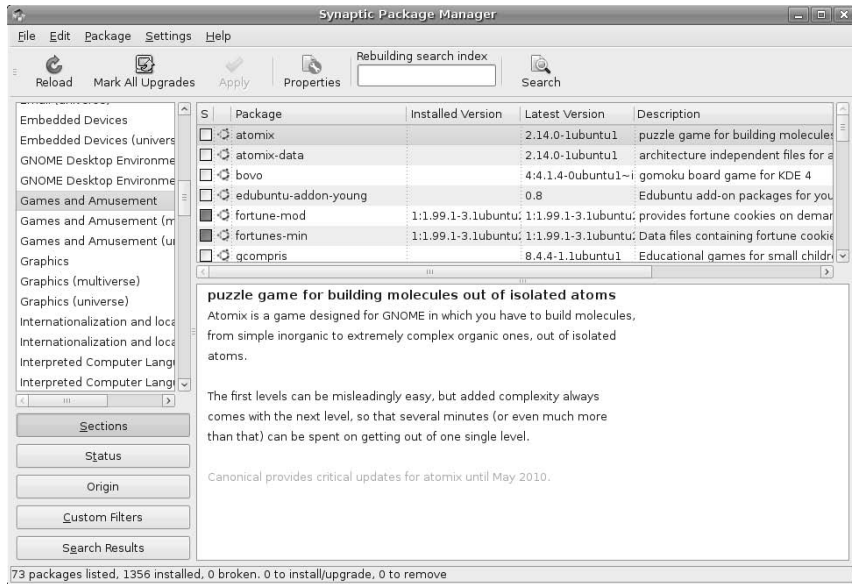 Synaptic Package Manager
File Edit Package Settings Help
Reload Mark All Upgrades Apply Properties Rebuilding search index Search
Embedded Devices
Embedded Devices (univers
GNOME Desktop Environme
GNOME Desktop Environme
Games and Amusement
Games and Amusement (m
Games and Amusement (u
Graphics
Graphics (multiverse)
Graphics (universe)
Internationalization and loca
Internationalization and loca
Interpreted Computer Langu
Interpreted Computer Langu
Sections
Status
Origin
Custom Filters
Search Results
S Package Installed Version Latest Version Description
atomix 2.14.0-1ubuntu1 puzzle game for building molecules
atomix-data 2.14.0-1ubuntu1 architecture independent files for a
bovo 4:4.1.4-0ubuntu1~i gomoku board game for KDE 4
edubuntu-addon-young 0.8 Edubuntu add-on packages for you
fortune-mod 1:1.99.1-3.1ubuntu 1:1.99.1-3.1ubuntu provides fortune cookies on deman
fortunes-min 1:1.99.1-3.1ubuntu 1:1.99.1-3.1ubuntu Data files containing fortune cookie
gcompris 8.4.4-1.1ubuntu1 Educational games for small childr
puzzle game for building molecules out of isolated atoms
Atomix is a game designed for GNOME in which you have to build molecules,
from simple inorganic to extremely complex organic ones, out of isolated
atoms.
The first levels can be misleadingly easy, but added complexity always
comes with the next level, so that several minutes (or even much more
than that) can be spent on getting out of one single level.
Canonical provides critical updates for atomix until May 2010.
73 packages listed, 1356 installed, 0 broken. 0 to install/upgrade, 0 to remove